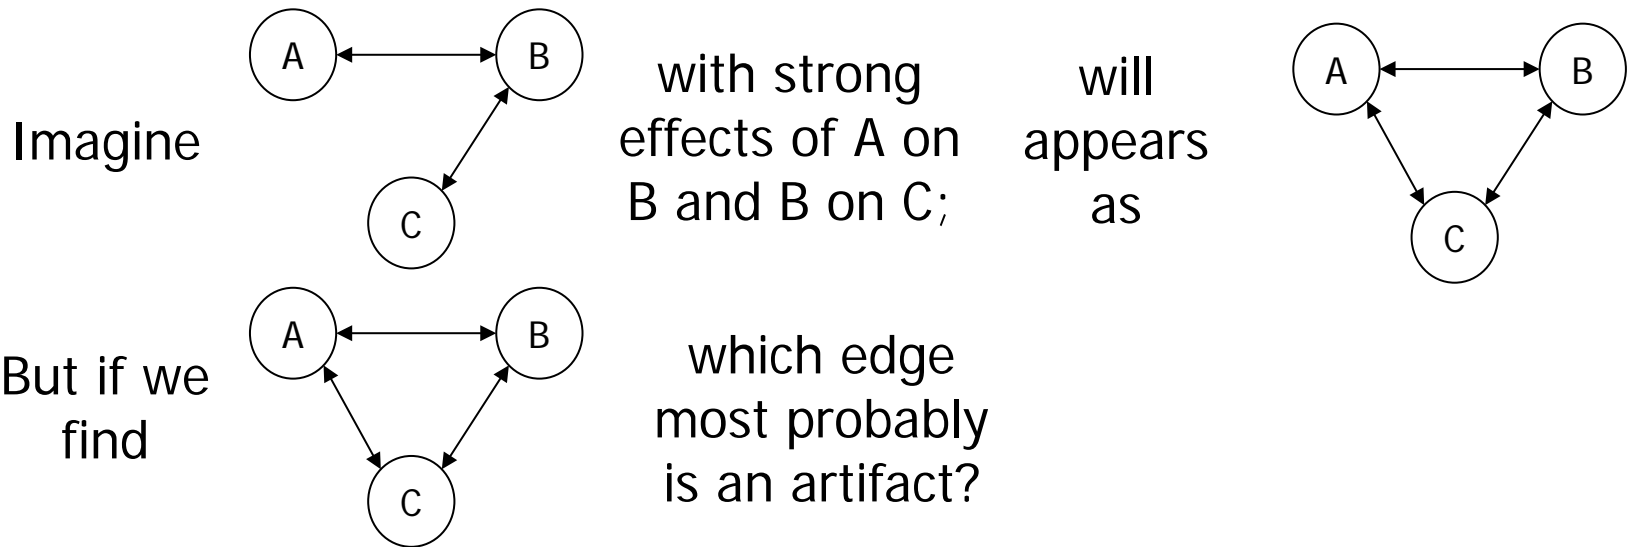 Imagine
A
B
C
with strong
effects of A on
B and B on C;
will
appears
as
A
B
C
But if we
find
A
B
C
which edge
most probably
is an artifact?